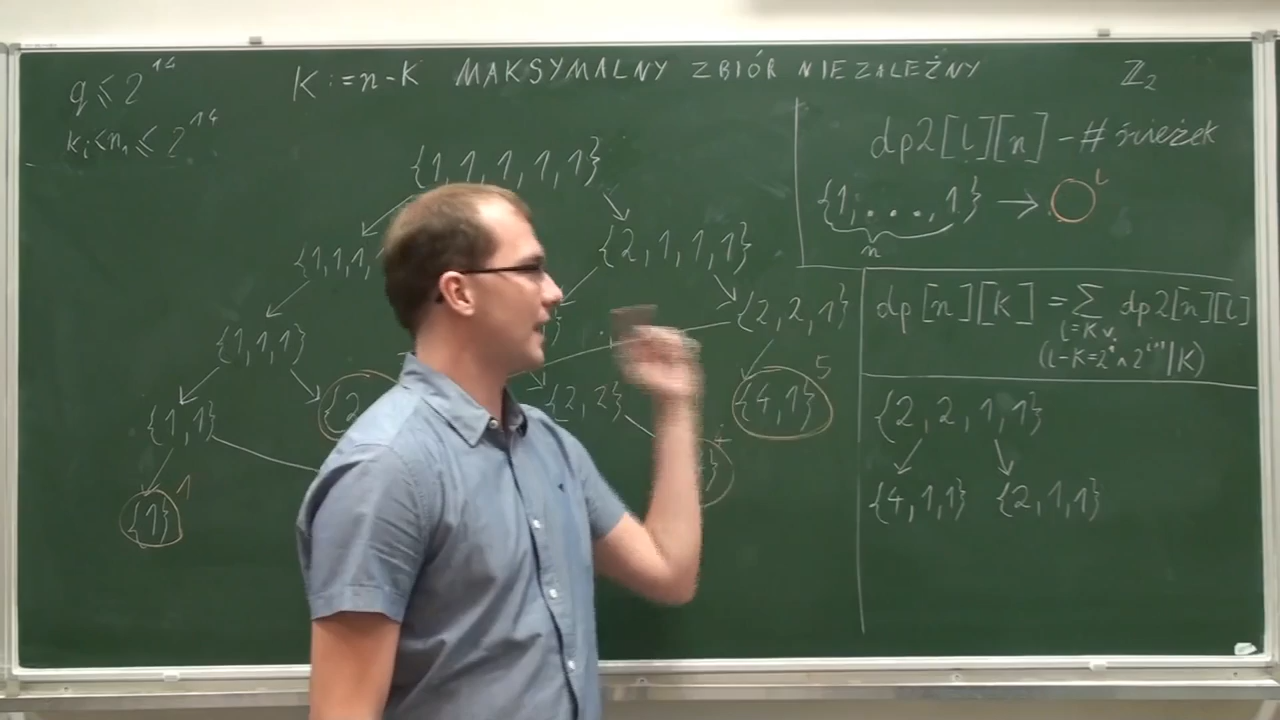 q ≤ 2^14
k_i < n_1 ≤ 2^14
K := n-K MAKSYMALNY ZBIÓR NIEZALEŻNY
ℤ_2
{1,1,1,1,1}
{1,1,1,
{2,1,1,1}
{1,1,1}
{2,2,1}
{1,1}
{2
{2,2}
{4,1} 5
{1} 1
dp2[l][n] - # ścieżek
{1,...,1} → ◯ l
n
dp[n][K] = Σ dp2[n][l]
l=K ∨
(l-K=2^i ∧ 2^{i+1}|K)
{2,2,1,1}
{4,1,1} {2,1,1}